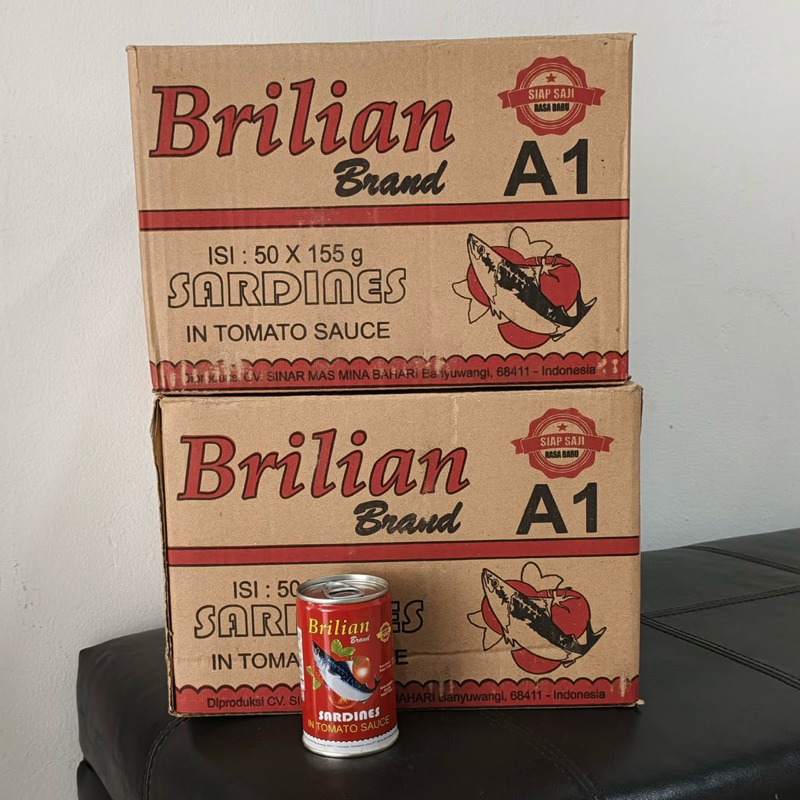 Brilian
Brand
SIAP SAJI
RASA BARU
A1
ISI : 50 X 155 g
SARDINES
IN TOMATO SAUCE
Diproduksi CV. SINAR MAS MINA BAHARI Banyuwangi, 68411 - Indonesia
Brilian
Brand
SIAP SAJI
RASA BARU
A1
ISI : 50
SARD ES
IN TOMA E
Diproduksi CV. SI AHARI Banyuwangi, 68411 - Indonesia
Brilian
Brand
SARDINES
IN TOMATO SAUCE